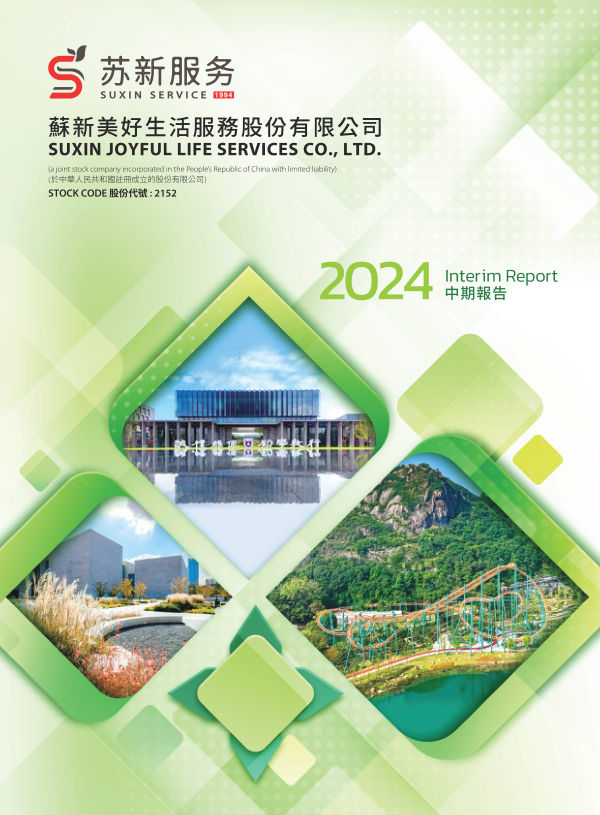 苏新服务
SUXIN SERVICE 1994
蘇新美好生活服務股份有限公司
SUXIN JOYFUL LIFE SERVICES CO., LTD.
(a joint stock company incorporated in the People's Republic of China with limited liability)
(於中華人民共和國註冊成立的股份有限公司)
STOCK CODE 股份代號 : 2152
2024 Interim Report
中期報告